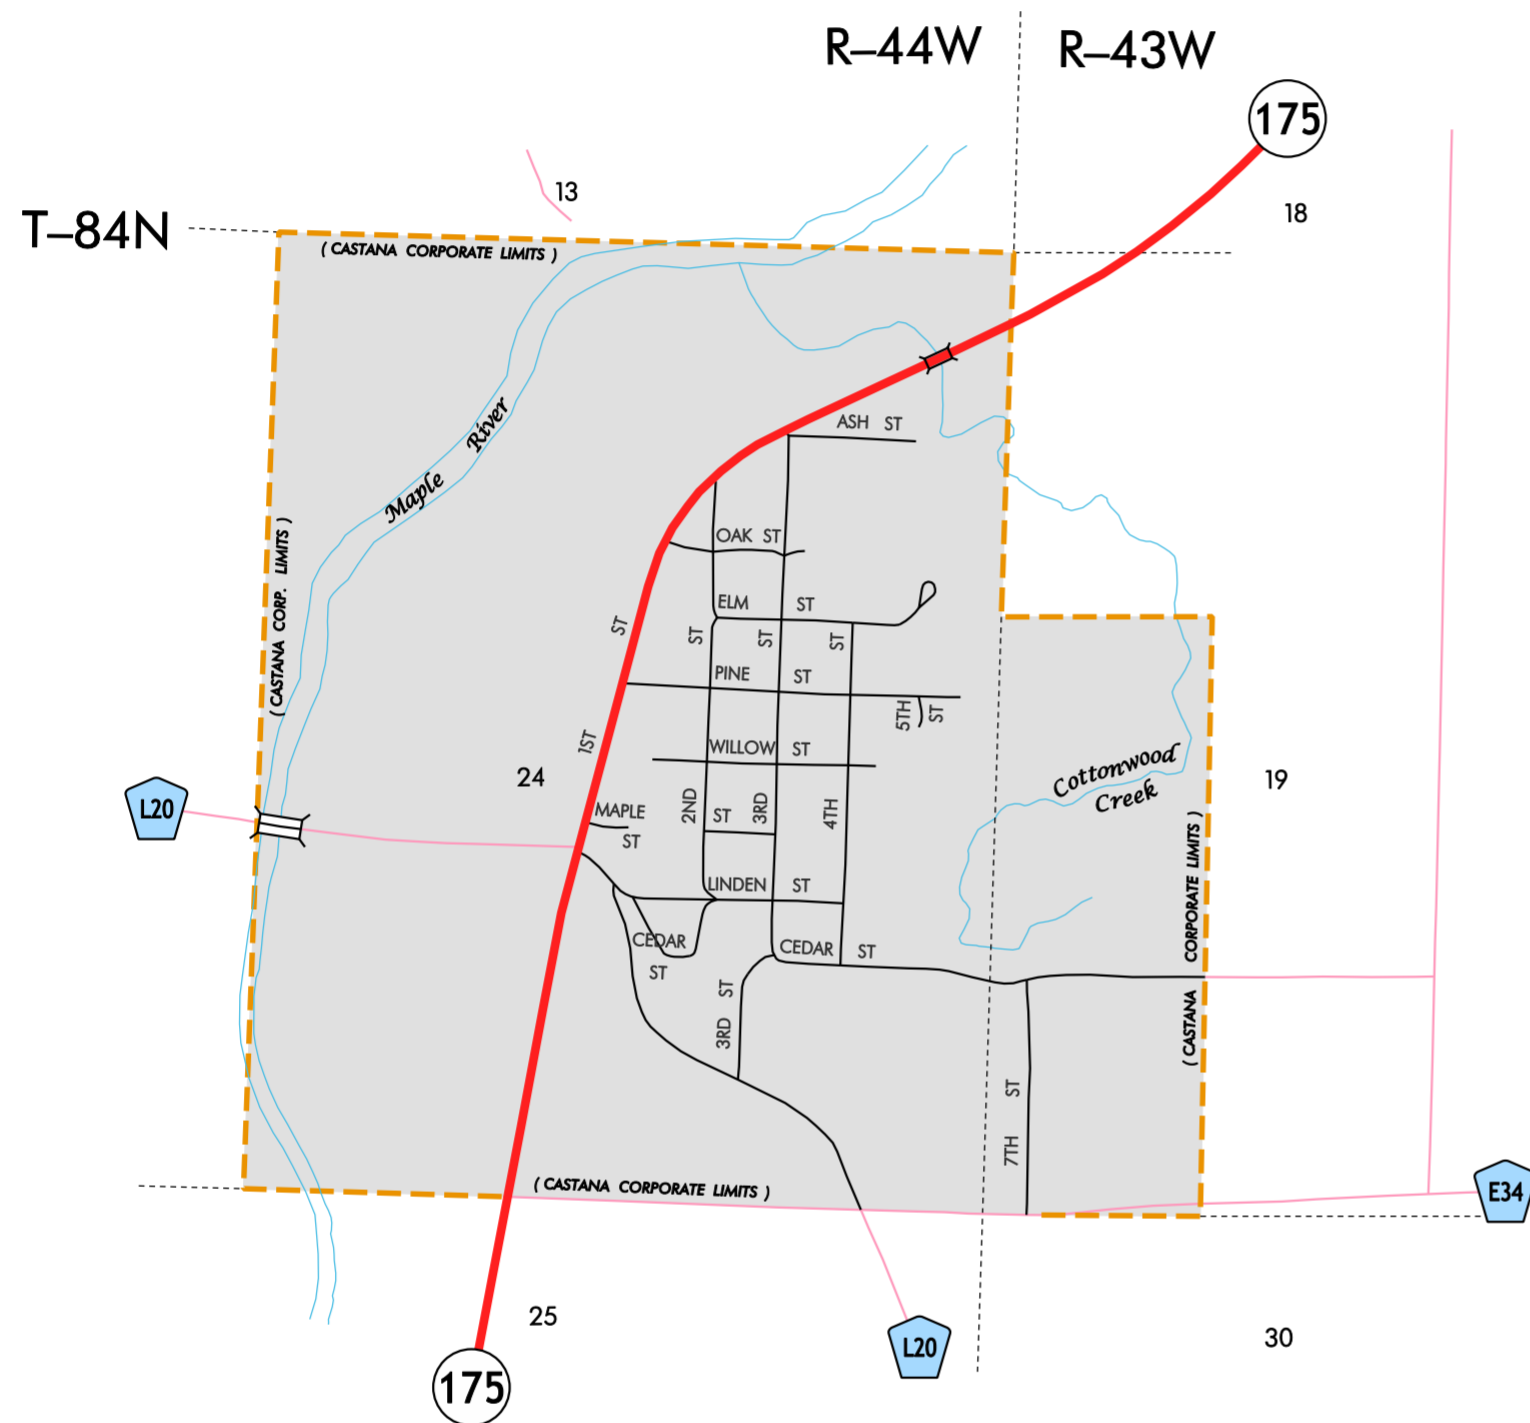 R–44W
R–43W
175
13
18
T–84N
( CASTANA CORPORATE LIMITS )
ASH ST
Maple River
( CASTANA CORP. LIMITS )
OAK ST
ELM ST
ST
ST
ST
ST
PINE ST
5TH ST
1ST
WILLOW ST
24
19
Cottonwood
Creek
L20
MAPLE
ST
2ND
ST
3RD
4TH
LINDEN ST
( CASTANA CORPORATE LIMITS )
CEDAR
ST
CEDAR ST
3RD ST
7TH ST
( CASTANA CORPORATE LIMITS )
E34
25
30
L20
175